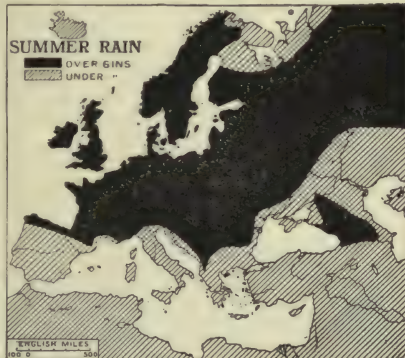 SUMMER RAIN
OVER 6INS
UNDER "
ENGLISH MILES
100 0 500